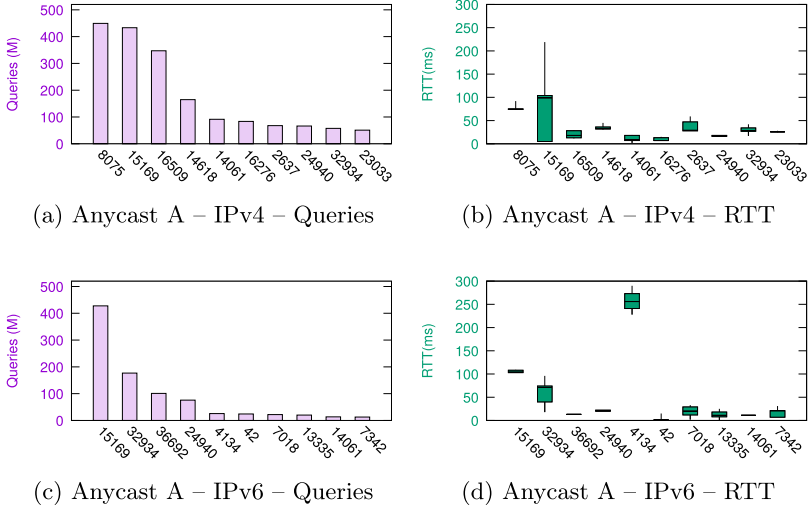 500
400
300
200
100
0
Queries (M)
8075 15169 16509 14618 14061 16276 2637 24940 32934 23033
(a) Anycast A – IPv4 – Queries
300
250
200
150
100
50
0
RTT(ms)
8075 15169 16509 14618 14061 16276 2637 24940 32934 23033
(b) Anycast A – IPv4 – RTT
500
400
300
200
100
0
Queries (M)
15169 32934 36692 24940 4134 42 7018 13335 14061 7342
(c) Anycast A – IPv6 – Queries
300
250
200
150
100
50
0
RTT(ms)
15169 32934 36692 24940 4134 42 7018 13335 14061 7342
(d) Anycast A – IPv6 – RTT